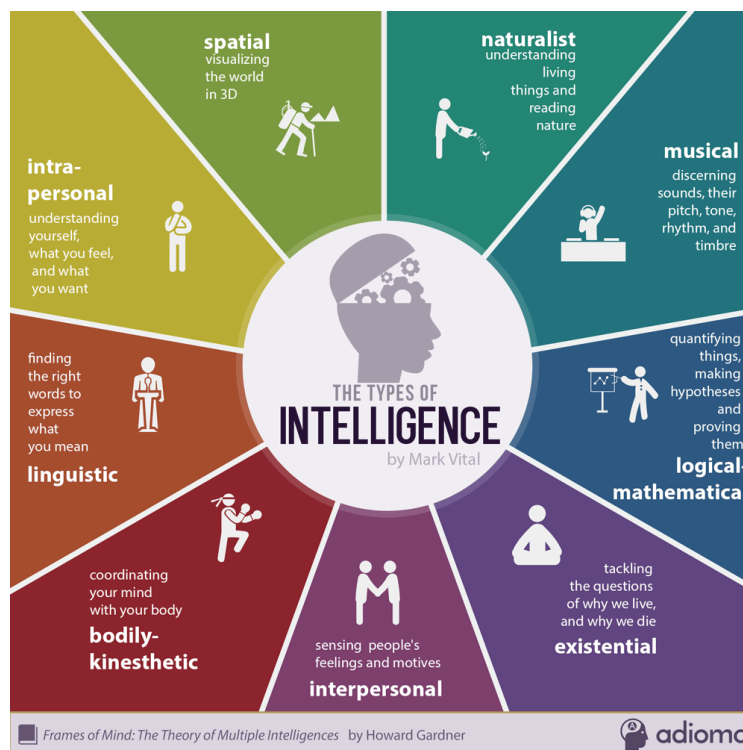 spatial
visualizing
the world
in 3D
naturalist
understanding
living
things and
reading
nature
musical
discerning
sounds, their
pitch, tone,
rhythm, and
timbre
quantifying
things,
making
hypotheses
and
proving
them
logical-
mathematica
tackling
the questions
of why we live,
and why we die
existential
sensing people's
feelings and motives
interpersonal
coordinating
your mind
with your body
bodily-
kinesthetic
finding
the right
words to
express
what
you mean
linguistic
intra-
personal
understanding
yourself,
what you feel,
and what
you want
THE TYPES OF
INTELLIGENCE
by Mark Vital
Frames of Mind: The Theory of Multiple Intelligences by Howard Gardner
adioma